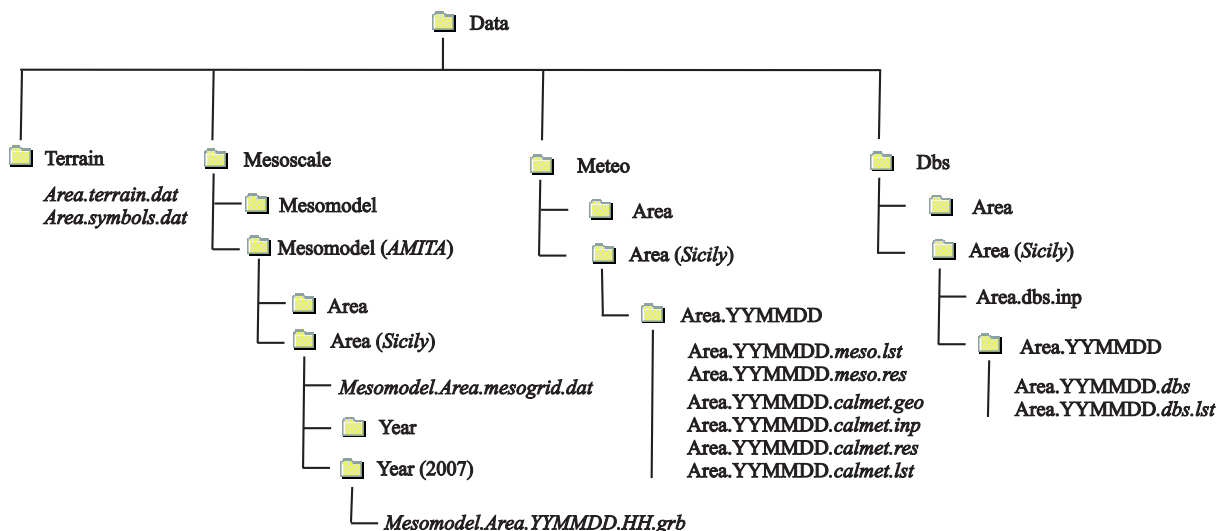 Data
Terrain
Area.terrain.dat
Area.symbols.dat
Mesoscale
Mesomodel
Mesomodel (AMITA)
Area
Area (Sicily)
Mesomodel.Area.mesogrid.dat
Year
Year (2007)
Mesomodel.Area.YYMMDD.HH.grb
Meteo
Area
Area (Sicily)
Area.YYMMDD
Area.YYMMDD.meso.lst
Area.YYMMDD.meso.res
Area.YYMMDD.calmet.geo
Area.YYMMDD.calmet.inp
Area.YYMMDD.calmet.res
Area.YYMMDD.calmet.lst
Dbs
Area
Area (Sicily)
Area.dbs.inp
Area.YYMMDD
Area.YYMMDD.dbs
Area.YYMMDD.dbs.lst